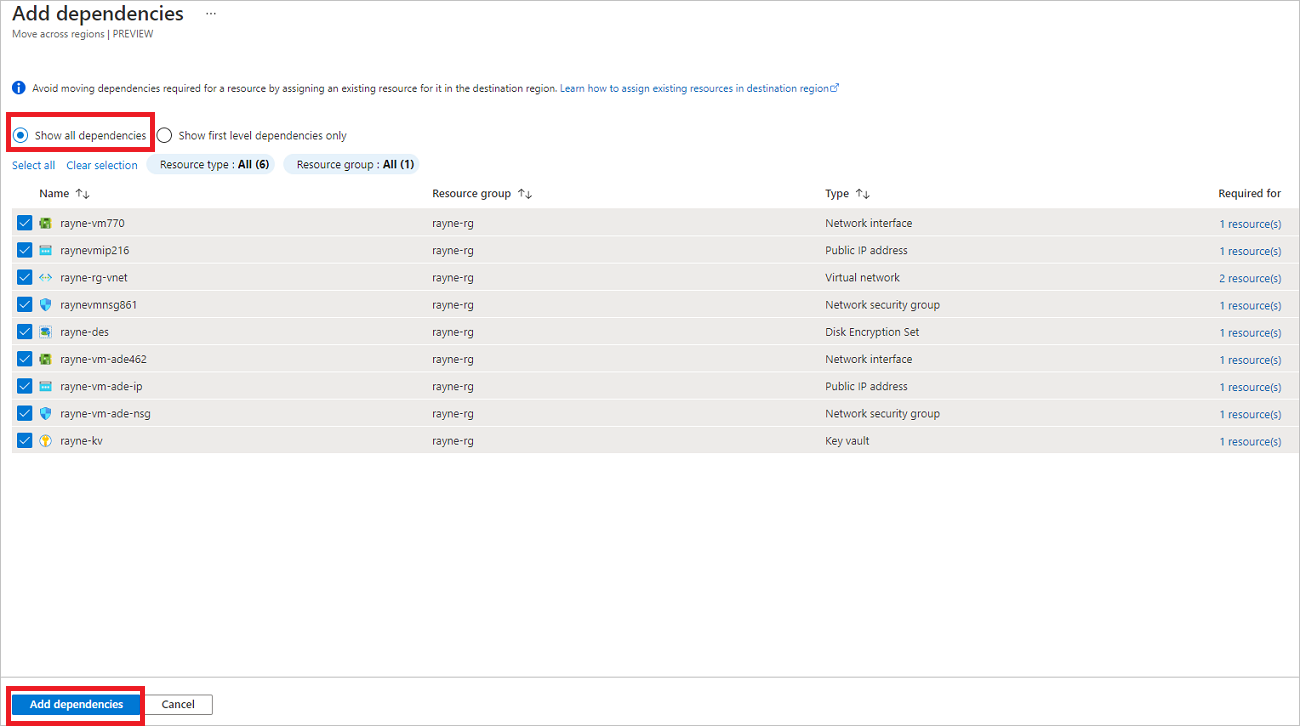 Add dependencies ...
Move across regions | PREVIEW
Avoid moving dependencies required for a resource by assigning an existing resource for it in the destination region. Learn how to assign existing resources in destination region
Show all dependencies Show first level dependencies only
Select all Clear selection Resource type : All (6) Resource group : All (1)
Name Resource group Type Required for
rayne-vm770 rayne-rg Network interface 1 resource(s)
raynevmip216 rayne-rg Public IP address 1 resource(s)
rayne-rg-vnet rayne-rg Virtual network 2 resource(s)
raynevmnsg861 rayne-rg Network security group 1 resource(s)
rayne-des rayne-rg Disk Encryption Set 1 resource(s)
rayne-vm-ade462 rayne-rg Network interface 1 resource(s)
rayne-vm-ade-ip rayne-rg Public IP address 1 resource(s)
rayne-vm-ade-nsg rayne-rg Network security group 1 resource(s)
rayne-kv rayne-rg Key vault 1 resource(s)
Add dependencies Cancel